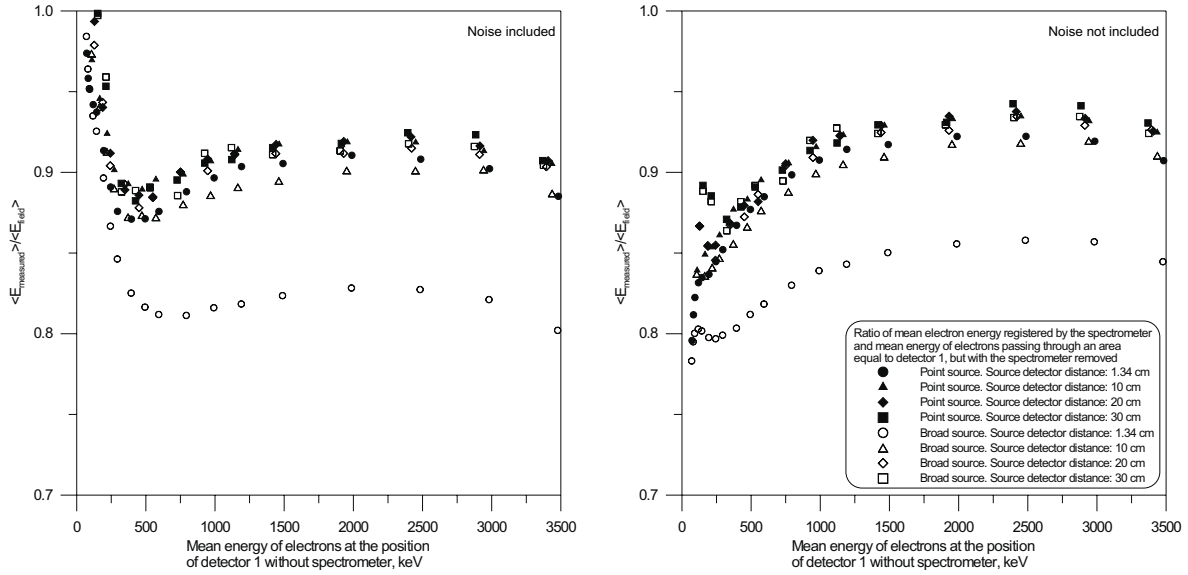 1.0
0.9
0.8
0.7
<E_measured>/<E_field>
Noise included
0 500 1000 1500 2000 2500 3000 3500
Mean energy of electrons at the position
of detector 1 without spectrometer, keV
1.0
0.9
0.8
0.7
<E_measured>/<E_field>
Noise not included
Ratio of mean electron energy registered by the spectrometer
and mean energy of electrons passing through an area
equal to detector 1, but with the spectrometer removed
Point source. Source detector distance: 1.34 cm
Point source. Source detector distance: 10 cm
Point source. Source detector distance: 20 cm
Point source. Source detector distance: 30 cm
Broad source. Source detector distance: 1.34 cm
Broad source. Source detector distance: 10 cm
Broad source. Source detector distance: 20 cm
Broad source. Source detector distance: 30 cm
0 500 1000 1500 2000 2500 3000 3500
Mean energy of electrons at the position
of detector 1 without spectrometer, keV